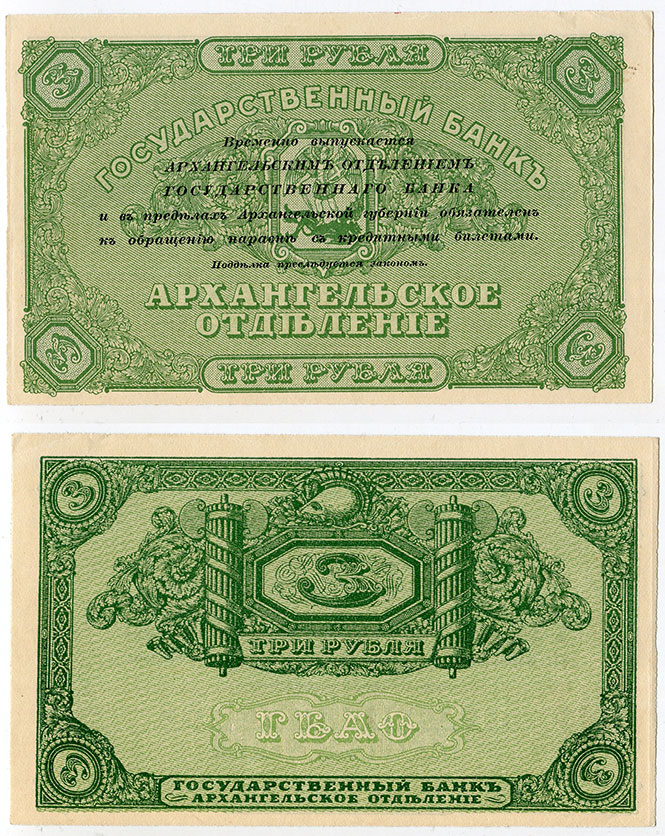 ТРИ РУБЛЯ
3 3
ГОСУДАРСТВЕННЫЙ БАНКЪ
Временно выпускается
АРХАНГЕЛЬСКИМЪ ОТДѢЛЕНІЕМЪ
ГОСУДАРСТВЕННАГО БАНКА
и въ предѣлахъ Архангельской губерніи обязателенъ
къ обращенію наравнѣ съ кредитными билетами.
Поддѣлка преслѣдуется закономъ.
АРХАНГЕЛЬСКОЕ
ОТДѢЛЕНІЕ
3 3
ТРИ РУБЛЯ
3 3
3
ТРИ РУБЛЯ
ГБАО
3 3
ГОСУДАРСТВЕННЫЙ БАНКЪ
АРХАНГЕЛЬСКОЕ ОТДѢЛЕНІЕ